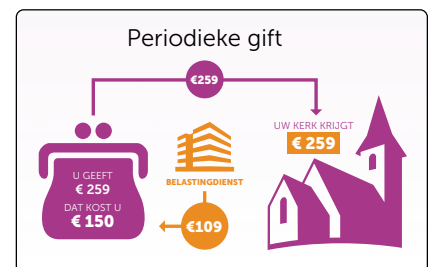 Periodieke gift
€259
UW KERK KRIJGT
€ 259
U GEEFT
€ 259
DAT KOST U
€ 150
BELASTINGDIENST
€109